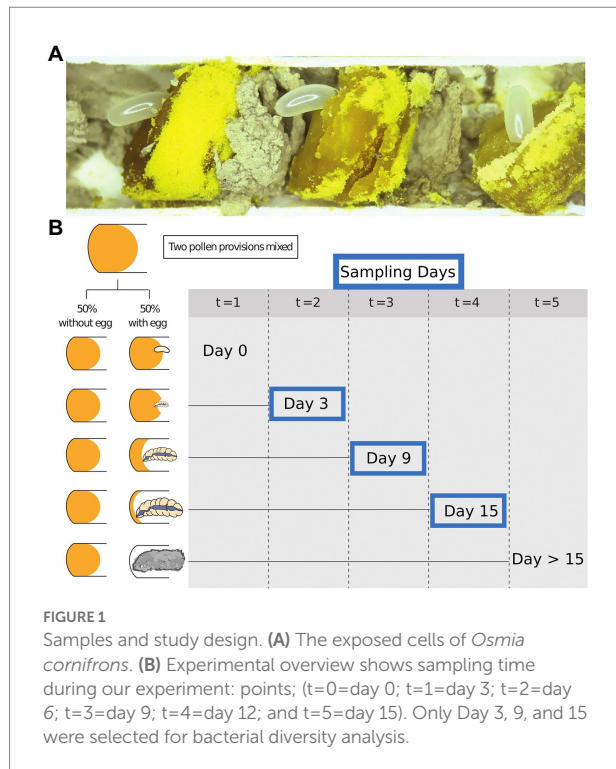 A
B
Two pollen provisions mixed
Sampling Days
50%
without egg
50%
with egg
t=1
t=2
t=3
t=4
t=5
Day 0
Day 3
Day 9
Day 15
Day > 15
FIGURE 1
Samples and study design. (A) The exposed cells of Osmia
cornifrons. (B) Experimental overview shows sampling time
during our experiment: points; (t=0=day 0; t=1=day 3; t=2=day
6; t=3=day 9; t=4=day 12; and t=5=day 15). Only Day 3, 9, and 15
were selected for bacterial diversity analysis.